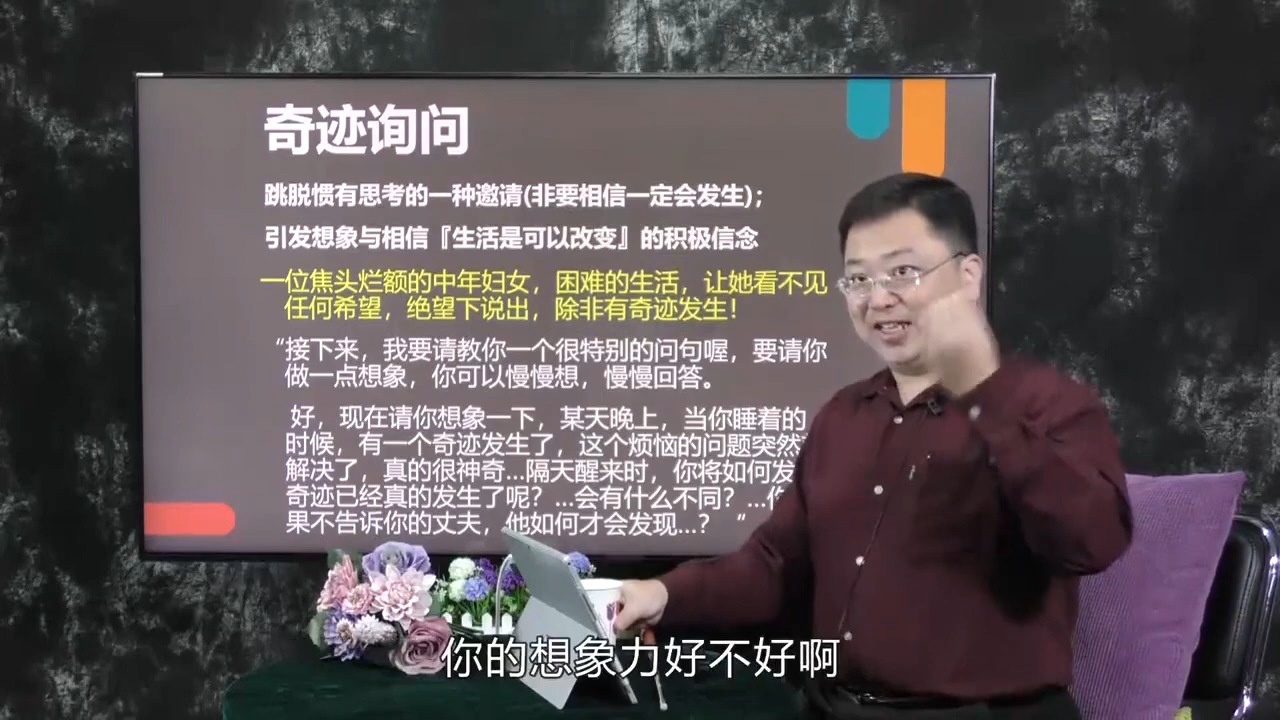 奇迹询问
跳脱惯有思考的一种邀请(非要相信一定会发生)；
引发想象与相信『生活是可以改变』的积极信念
一位焦头烂额的中年妇女，困难的生活，让她看不见
任何希望，绝望下说出，除非有奇迹发生！
“接下来，我要请教你一个很特别的问句喔，要请你
做一点想象，你可以慢慢想，慢慢回答。
好，现在请你想象一下，某天晚上，当你睡着的
时候，有一个奇迹发生了，这个烦恼的问题突然
解决了，真的很神奇…隔天醒来时，你将如何发
奇迹已经真的发生了呢？…会有什么不同？…
果不告诉你的丈夫，他如何才会发现…？“
你的想象力好不好啊